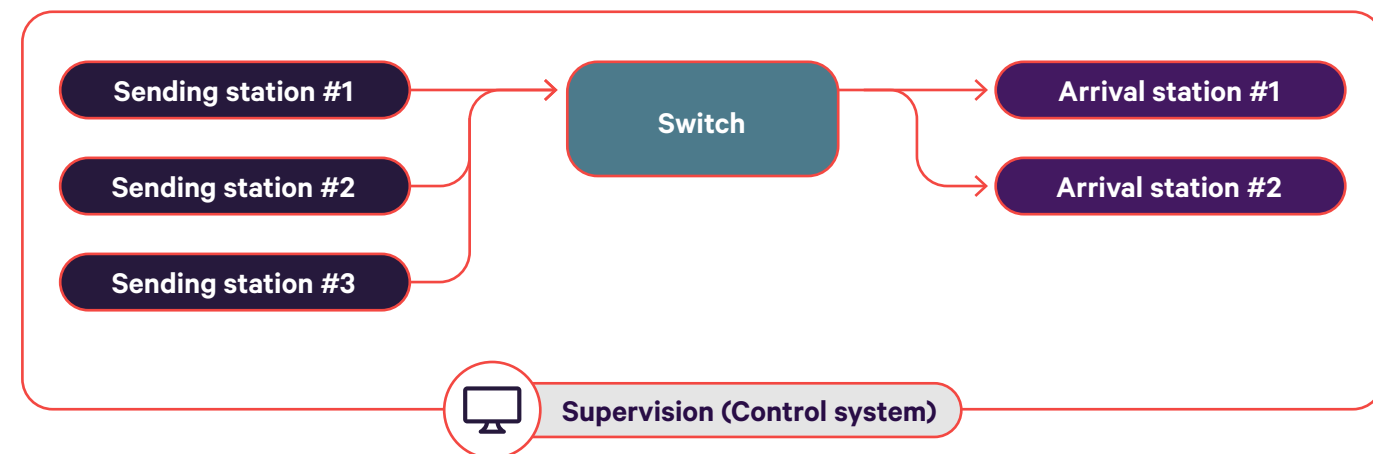 Sending station #1
Sending station #2
Sending station #3
Switch
Arrival station #1
Arrival station #2
Supervision (Control system)